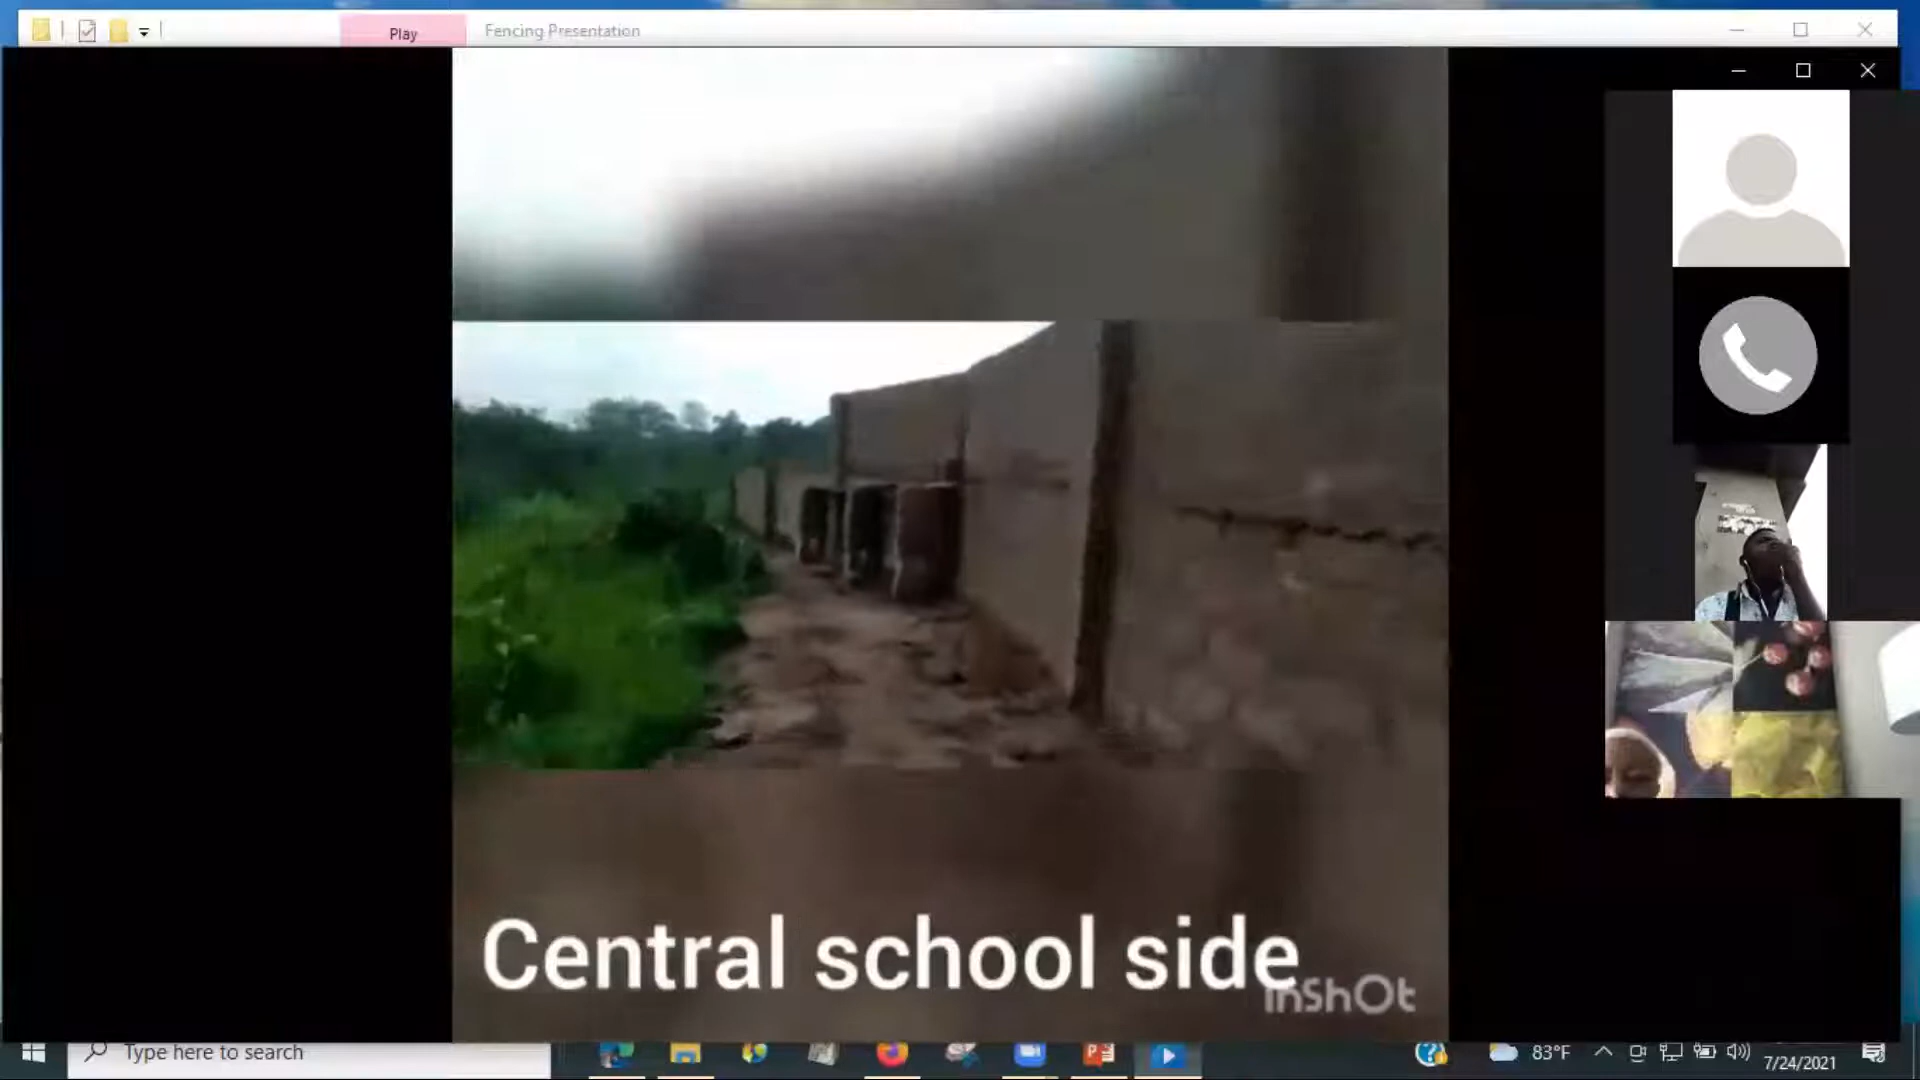 Play
Fencing Presentation
Central school side
InShOt
Type here to search
83°F
7/24/2021